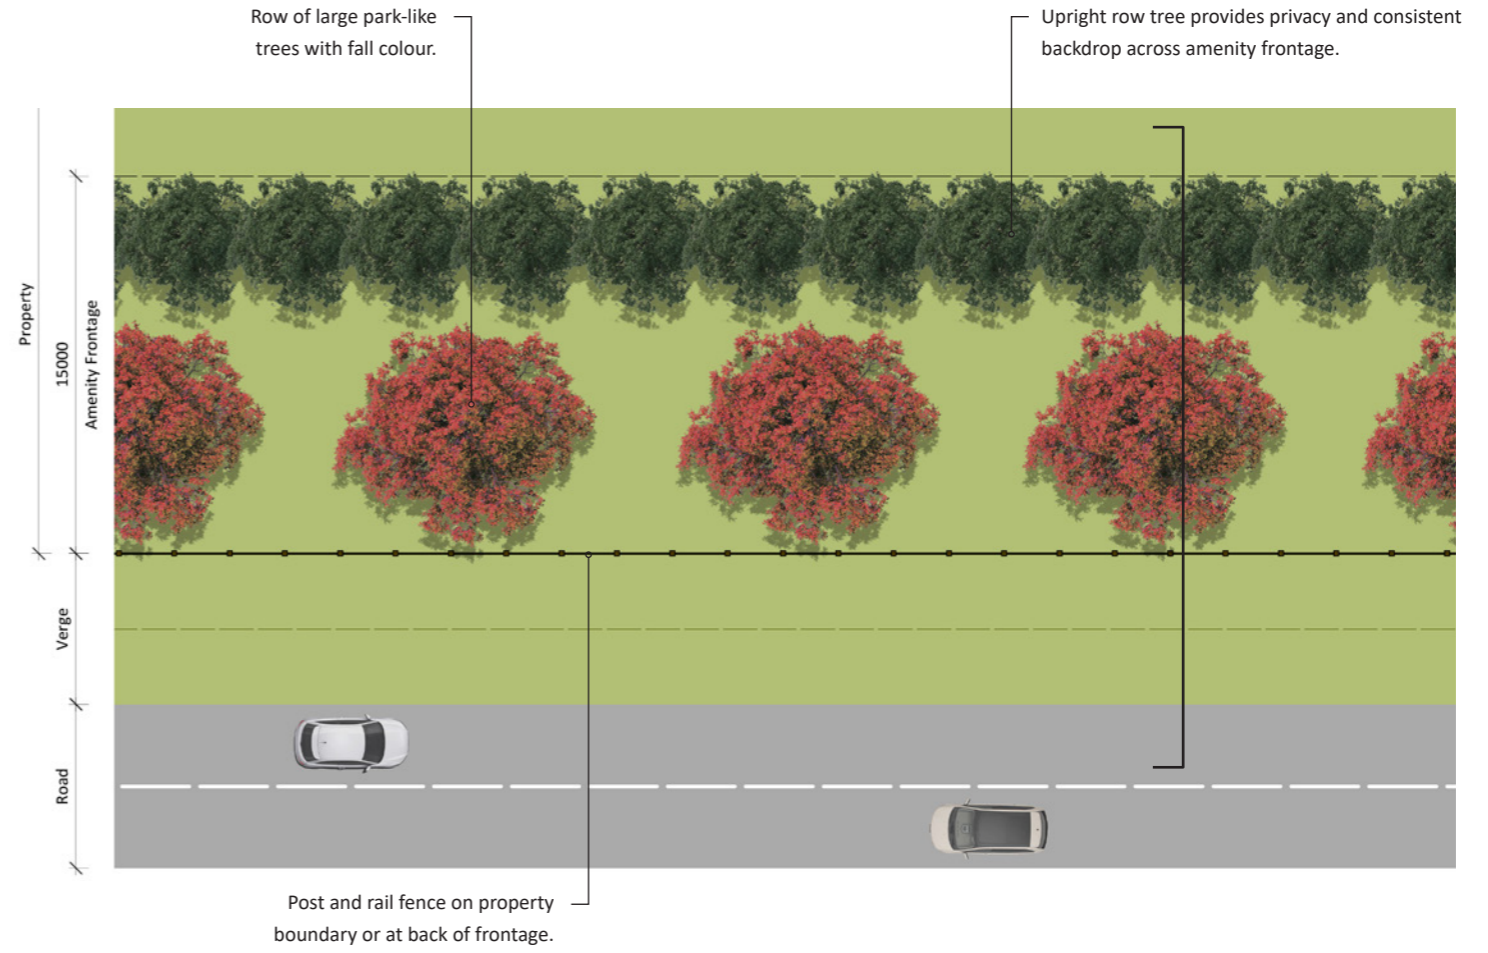 Row of large park-like
trees with fall colour.
Upright row tree provides privacy and consistent
backdrop across amenity frontage.
Property
15000
Amenity Frontage
Verge
Road
Post and rail fence on property
boundary or at back of frontage.